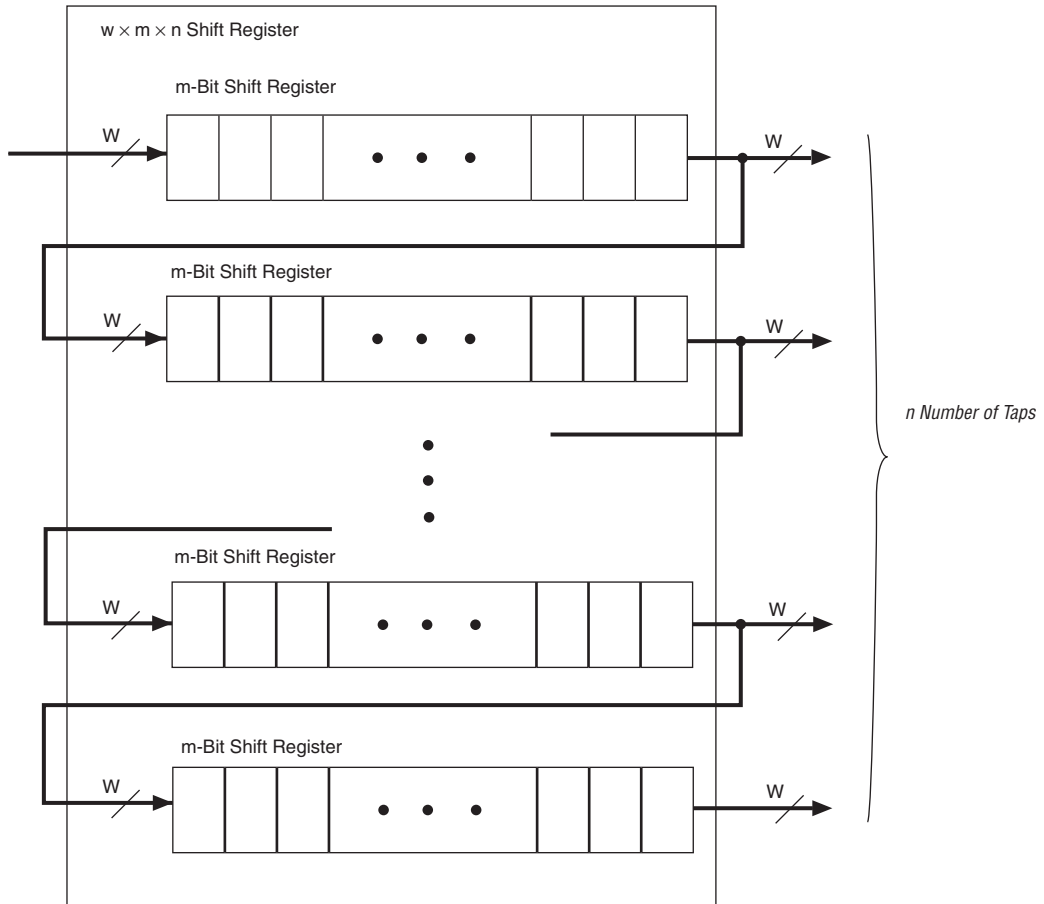 w × m × n Shift Register
m-Bit Shift Register
W
W
m-Bit Shift Register
W
W
n Number of Taps
m-Bit Shift Register
W
W
m-Bit Shift Register
W
W